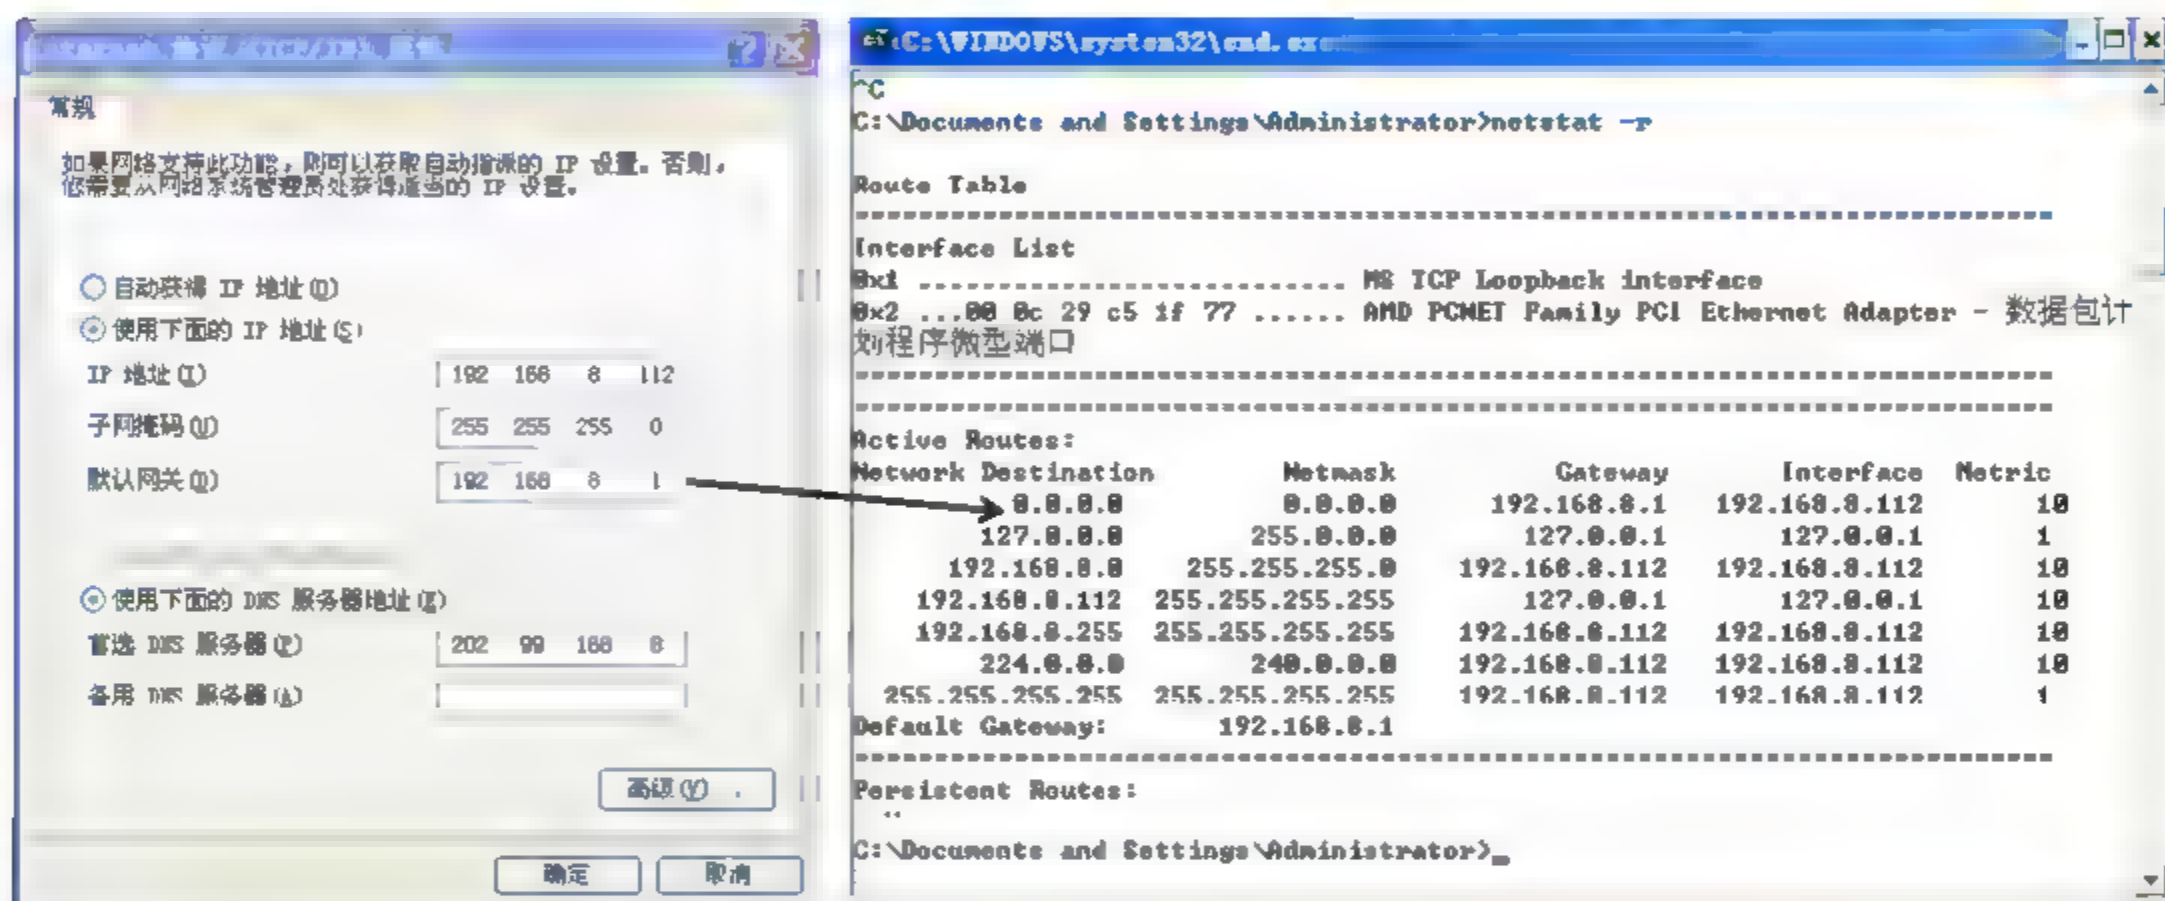 常规
如果网络支持此功能，则可以获取自动指派的 IP 设置。否则，
您需要从网络系统管理员处获得适当的 IP 设置。
自动获得 IP 地址(O)
使用下面的 IP 地址(S)
IP 地址(I) 192 168 8 112
子网掩码(U) 255 255 255 0
默认网关(D) 192 168 8 1
使用下面的 DNS 服务器地址(E)
首选 DNS 服务器(P) 202 99 168 8
备用 DNS 服务器(A)
高级(V)
确定 取消
C:\WINDOWS\system32\cmd.exe
^C
C:\Documents and Settings\Administrator>netstat -r
Route Table
===========================================================================
Interface List
0x1 ........................... MS TCP Loopback interface
0x2 ...00 0c 29 c5 1f 77 ...... AMD PCNET Family PCI Ethernet Adapter - 数据包计
划程序微型端口
===========================================================================
===========================================================================
Active Routes:
Network Destination Netmask Gateway Interface Metric
0.0.0.0 0.0.0.0 192.168.8.1 192.168.8.112 10
127.0.0.0 255.0.0.0 127.0.0.1 127.0.0.1 1
192.168.8.0 255.255.255.0 192.168.8.112 192.168.8.112 10
192.168.8.112 255.255.255.255 127.0.0.1 127.0.0.1 10
192.168.8.255 255.255.255.255 192.168.8.112 192.168.8.112 10
224.0.0.0 240.0.0.0 192.168.8.112 192.168.8.112 10
255.255.255.255 255.255.255.255 192.168.8.112 192.168.8.112 1
Default Gateway: 192.168.8.1
===========================================================================
Persistent Routes:
C:\Documents and Settings\Administrator>_